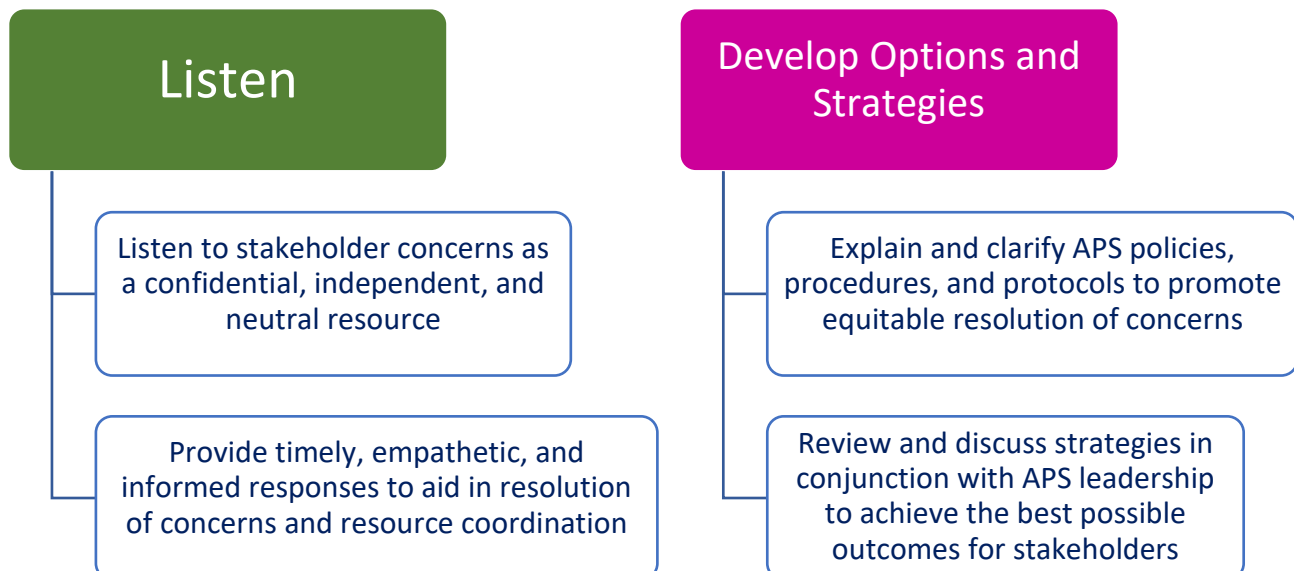 Listen
Listen to stakeholder concerns as
a confidential, independent, and
neutral resource
Provide timely, empathetic, and
informed responses to aid in resolution
of concerns and resource coordination
Develop Options and
Strategies
Explain and clarify APS policies,
procedures, and protocols to promote
equitable resolution of concerns
Review and discuss strategies in
conjunction with APS leadership
to achieve the best possible
outcomes for stakeholders